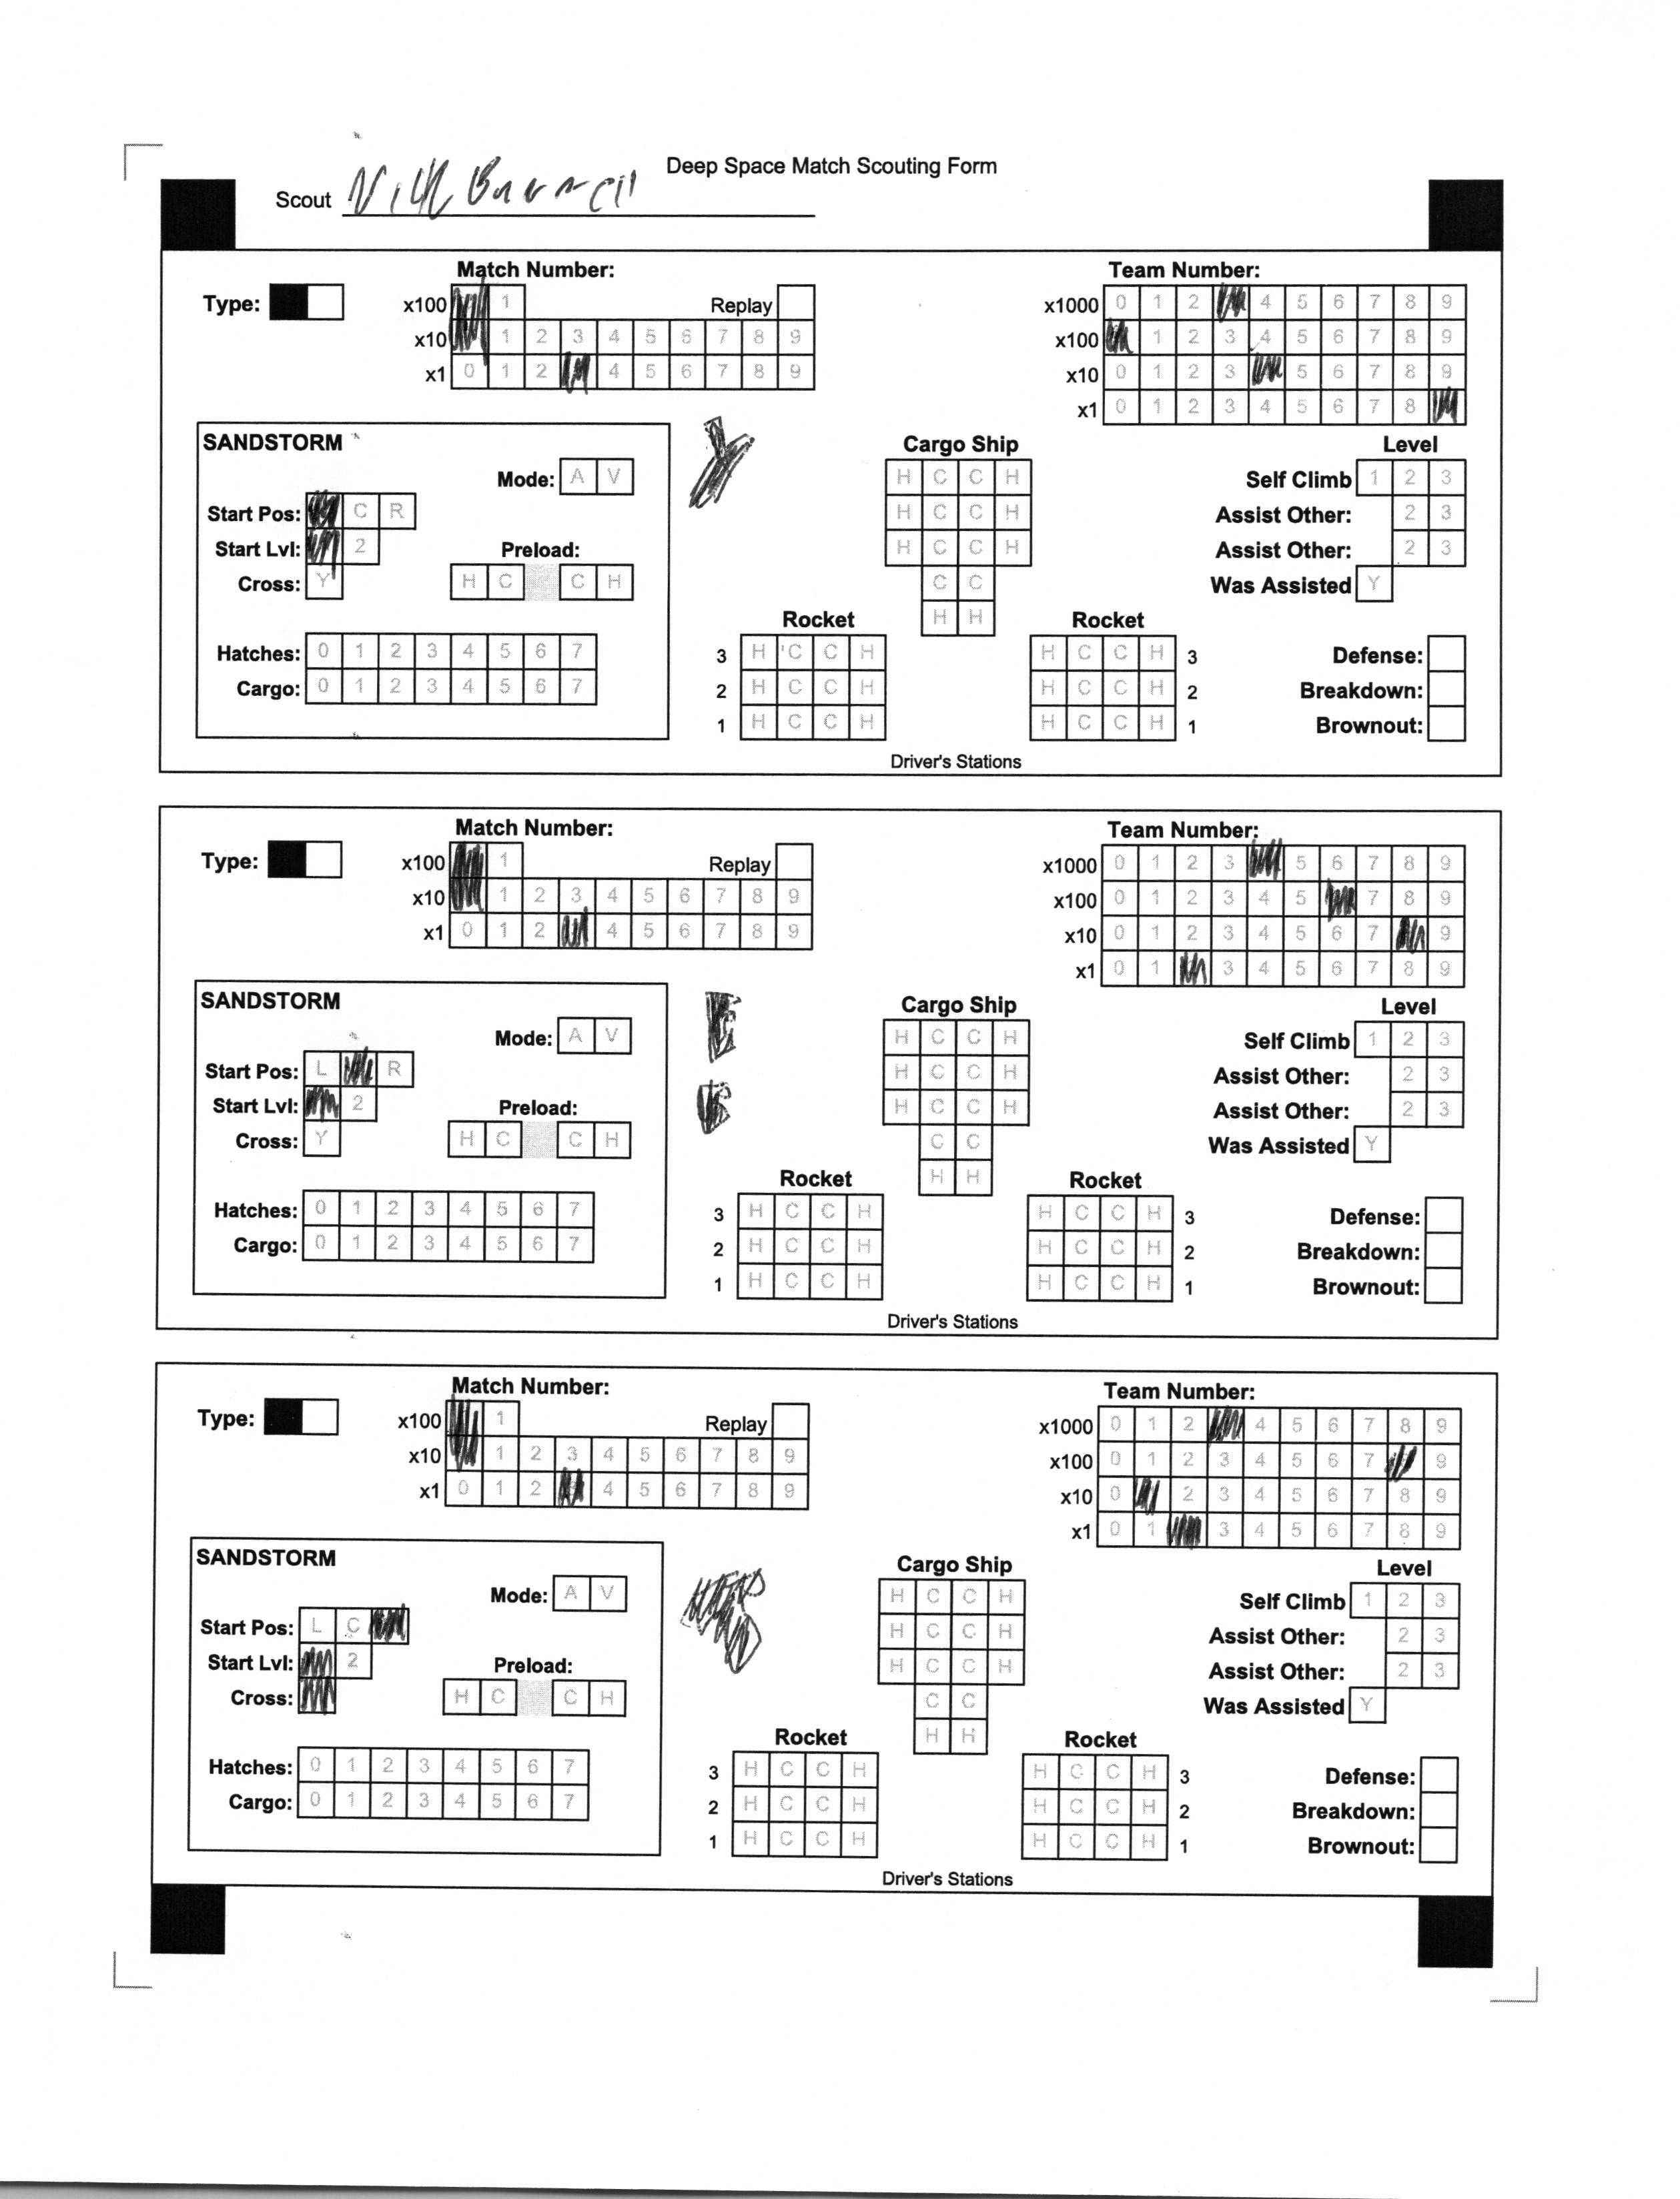 Deep Space Match Scouting Form
Scout
Match Number: Team Number:
Type: x100 1 Replay x1000 0 1 2 4 5 6 7 8 9
x10 1 2 3 4 5 6 7 8 9 x100 1 2 3 4 5 6 7 8 9
x1 0 1 2 4 5 6 7 8 9 x10 0 1 2 3 5 6 7 8 9
x1 0 1 2 3 4 5 6 7 8
SANDSTORM Cargo Ship Level
Mode: A V H C C H Self Climb 1 2 3
Start Pos: C R H C C H Assist Other: 2 3
Start Lvl: 2 Preload: H C C H Assist Other: 2 3
Cross: Y H C C H C C Was Assisted Y
Rocket H H Rocket
Hatches: 0 1 2 3 4 5 6 7 3 H C C H H C C H 3 Defense:
Cargo: 0 1 2 3 4 5 6 7 2 H C C H H C C H 2 Breakdown:
1 H C C H H C C H 1 Brownout:
Driver's Stations
Match Number: Team Number:
Type: x100 1 Replay x1000 0 1 2 3 5 6 7 8 9
x10 1 2 3 4 5 6 7 8 9 x100 0 1 2 3 4 5 7 8 9
x1 0 1 2 4 5 6 7 8 9 x10 0 1 2 3 4 5 6 7 9
x1 0 1 3 4 5 6 7 8 9
SANDSTORM Cargo Ship Level
Mode: A V H C C H Self Climb 1 2 3
Start Pos: L R H C C H Assist Other: 2 3
Start Lvl: 2 Preload: H C C H Assist Other: 2 3
Cross: Y H C C H C C Was Assisted Y
Rocket H H Rocket
Hatches: 0 1 2 3 4 5 6 7 3 H C C H H C C H 3 Defense:
Cargo: 0 1 2 3 4 5 6 7 2 H C C H H C C H 2 Breakdown:
1 H C C H H C C H 1 Brownout:
Driver's Stations
Match Number: Team Number:
Type: x100 1 Replay x1000 0 1 2 4 5 6 7 8 9
x10 1 2 3 4 5 6 7 8 9 x100 0 1 2 3 4 5 6 7 9
x1 0 1 2 4 5 6 7 8 9 x10 0 2 3 4 5 6 7 8 9
x1 0 1 3 4 5 6 7 8 9
SANDSTORM Cargo Ship Level
Mode: A V H C C H Self Climb 1 2 3
Start Pos: L C H C C H Assist Other: 2 3
Start Lvl: 2 Preload: H C C H Assist Other: 2 3
Cross: H C C H C C Was Assisted Y
Rocket H H Rocket
Hatches: 0 1 2 3 4 5 6 7 3 H C C H H C C H 3 Defense:
Cargo: 0 1 2 3 4 5 6 7 2 H C C H H C C H 2 Breakdown:
1 H C C H H C C H 1 Brownout:
Driver's Stations